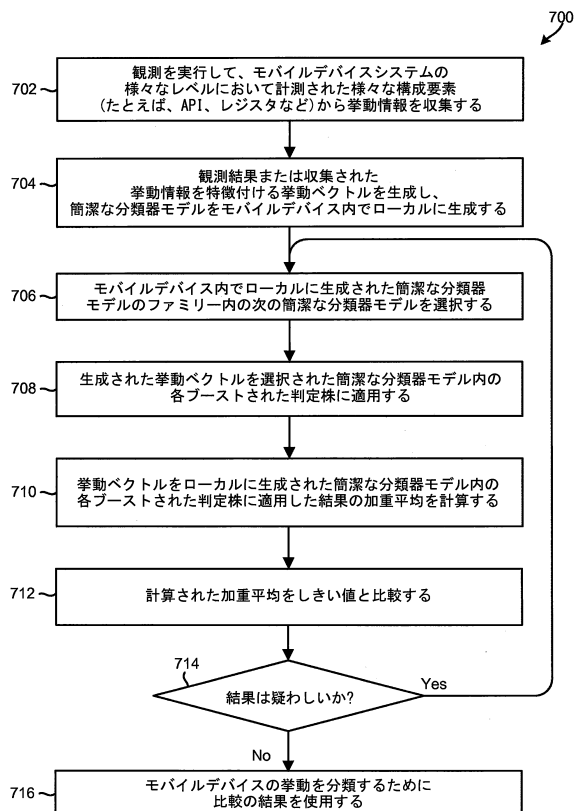 700
702
観測を実行して、モバイルデバイスシステムの
様々なレベルにおいて計測された様々な構成要素
(たとえば、API、レジスタなど)から挙動情報を収集する
704
観測結果または収集された
挙動情報を特徴付ける挙動ベクトルを生成し、
簡潔な分類器モデルをモバイルデバイス内でローカルに生成する
706
モバイルデバイス内でローカルに生成された簡潔な分類器
モデルのファミリー内の次の簡潔な分類器モデルを選択する
708
生成された挙動ベクトルを選択された簡潔な分類器モデル内の
各ブーストされた判定株に適用する
710
挙動ベクトルをローカルに生成された簡潔な分類器モデル内の
各ブーストされた判定株に適用した結果の加重平均を計算する
712
計算された加重平均をしきい値と比較する
714
結果は疑わしいか?
Yes
No
716
モバイルデバイスの挙動を分類するために
比較の結果を使用する